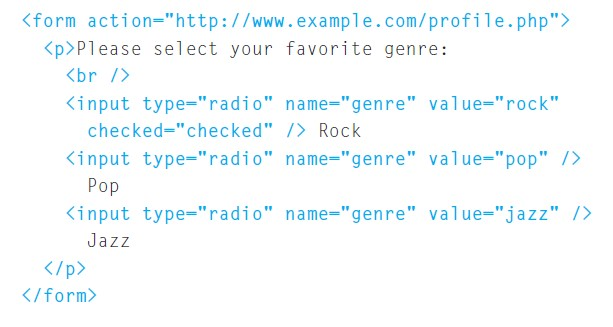 <form action="http://www.example.com/profile.php">
<p>Please select your favorite genre:
<br />
<input type="radio" name="genre" value="rock"
checked="checked" /> Rock
<input type="radio" name="genre" value="pop" />
Pop
<input type="radio" name="genre" value="jazz" />
Jazz
</p>
</form>